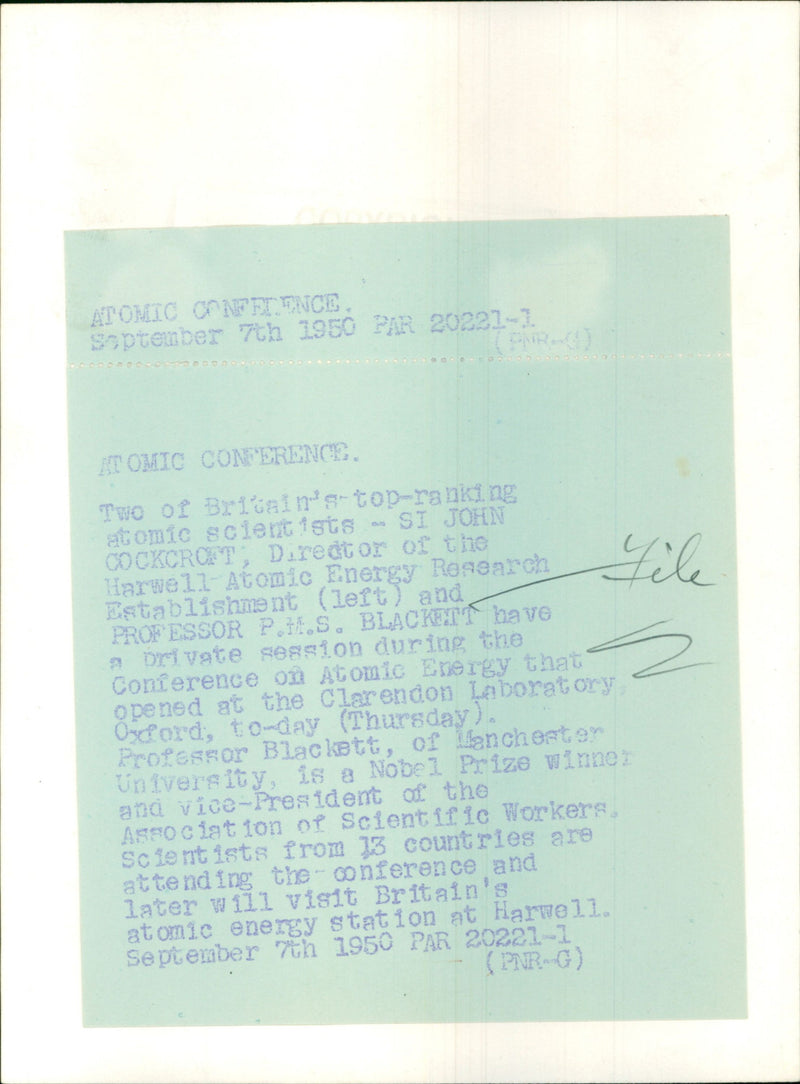 ATOMIC CONFERENCE.
September 7th 1950 PAR 20221-1
(PNR-G)
ATOMIC CONFERENCE.
Two of Britain's top-ranking
atomic scientists - SI JOHN
COCKCROFT, Director of the
Harwell Atomic Energy Research
Establishment (left) and
PROFESSOR P.M.S. BLACKETT have
a private session during the
Conference on Atomic Energy that
opened at the Clarendon Laboratory,
Oxford, to-day (Thursday).
Professor Blackett, of Manchester
University, is a Nobel Prize winner
and vice-President of the
Association of Scientific Workers.
Scientists from 13 countries are
attending the conference and
later will visit Britain's
atomic energy station at Harwell.
September 7th 1950 PAR 20221-1
(PNR-G)
File